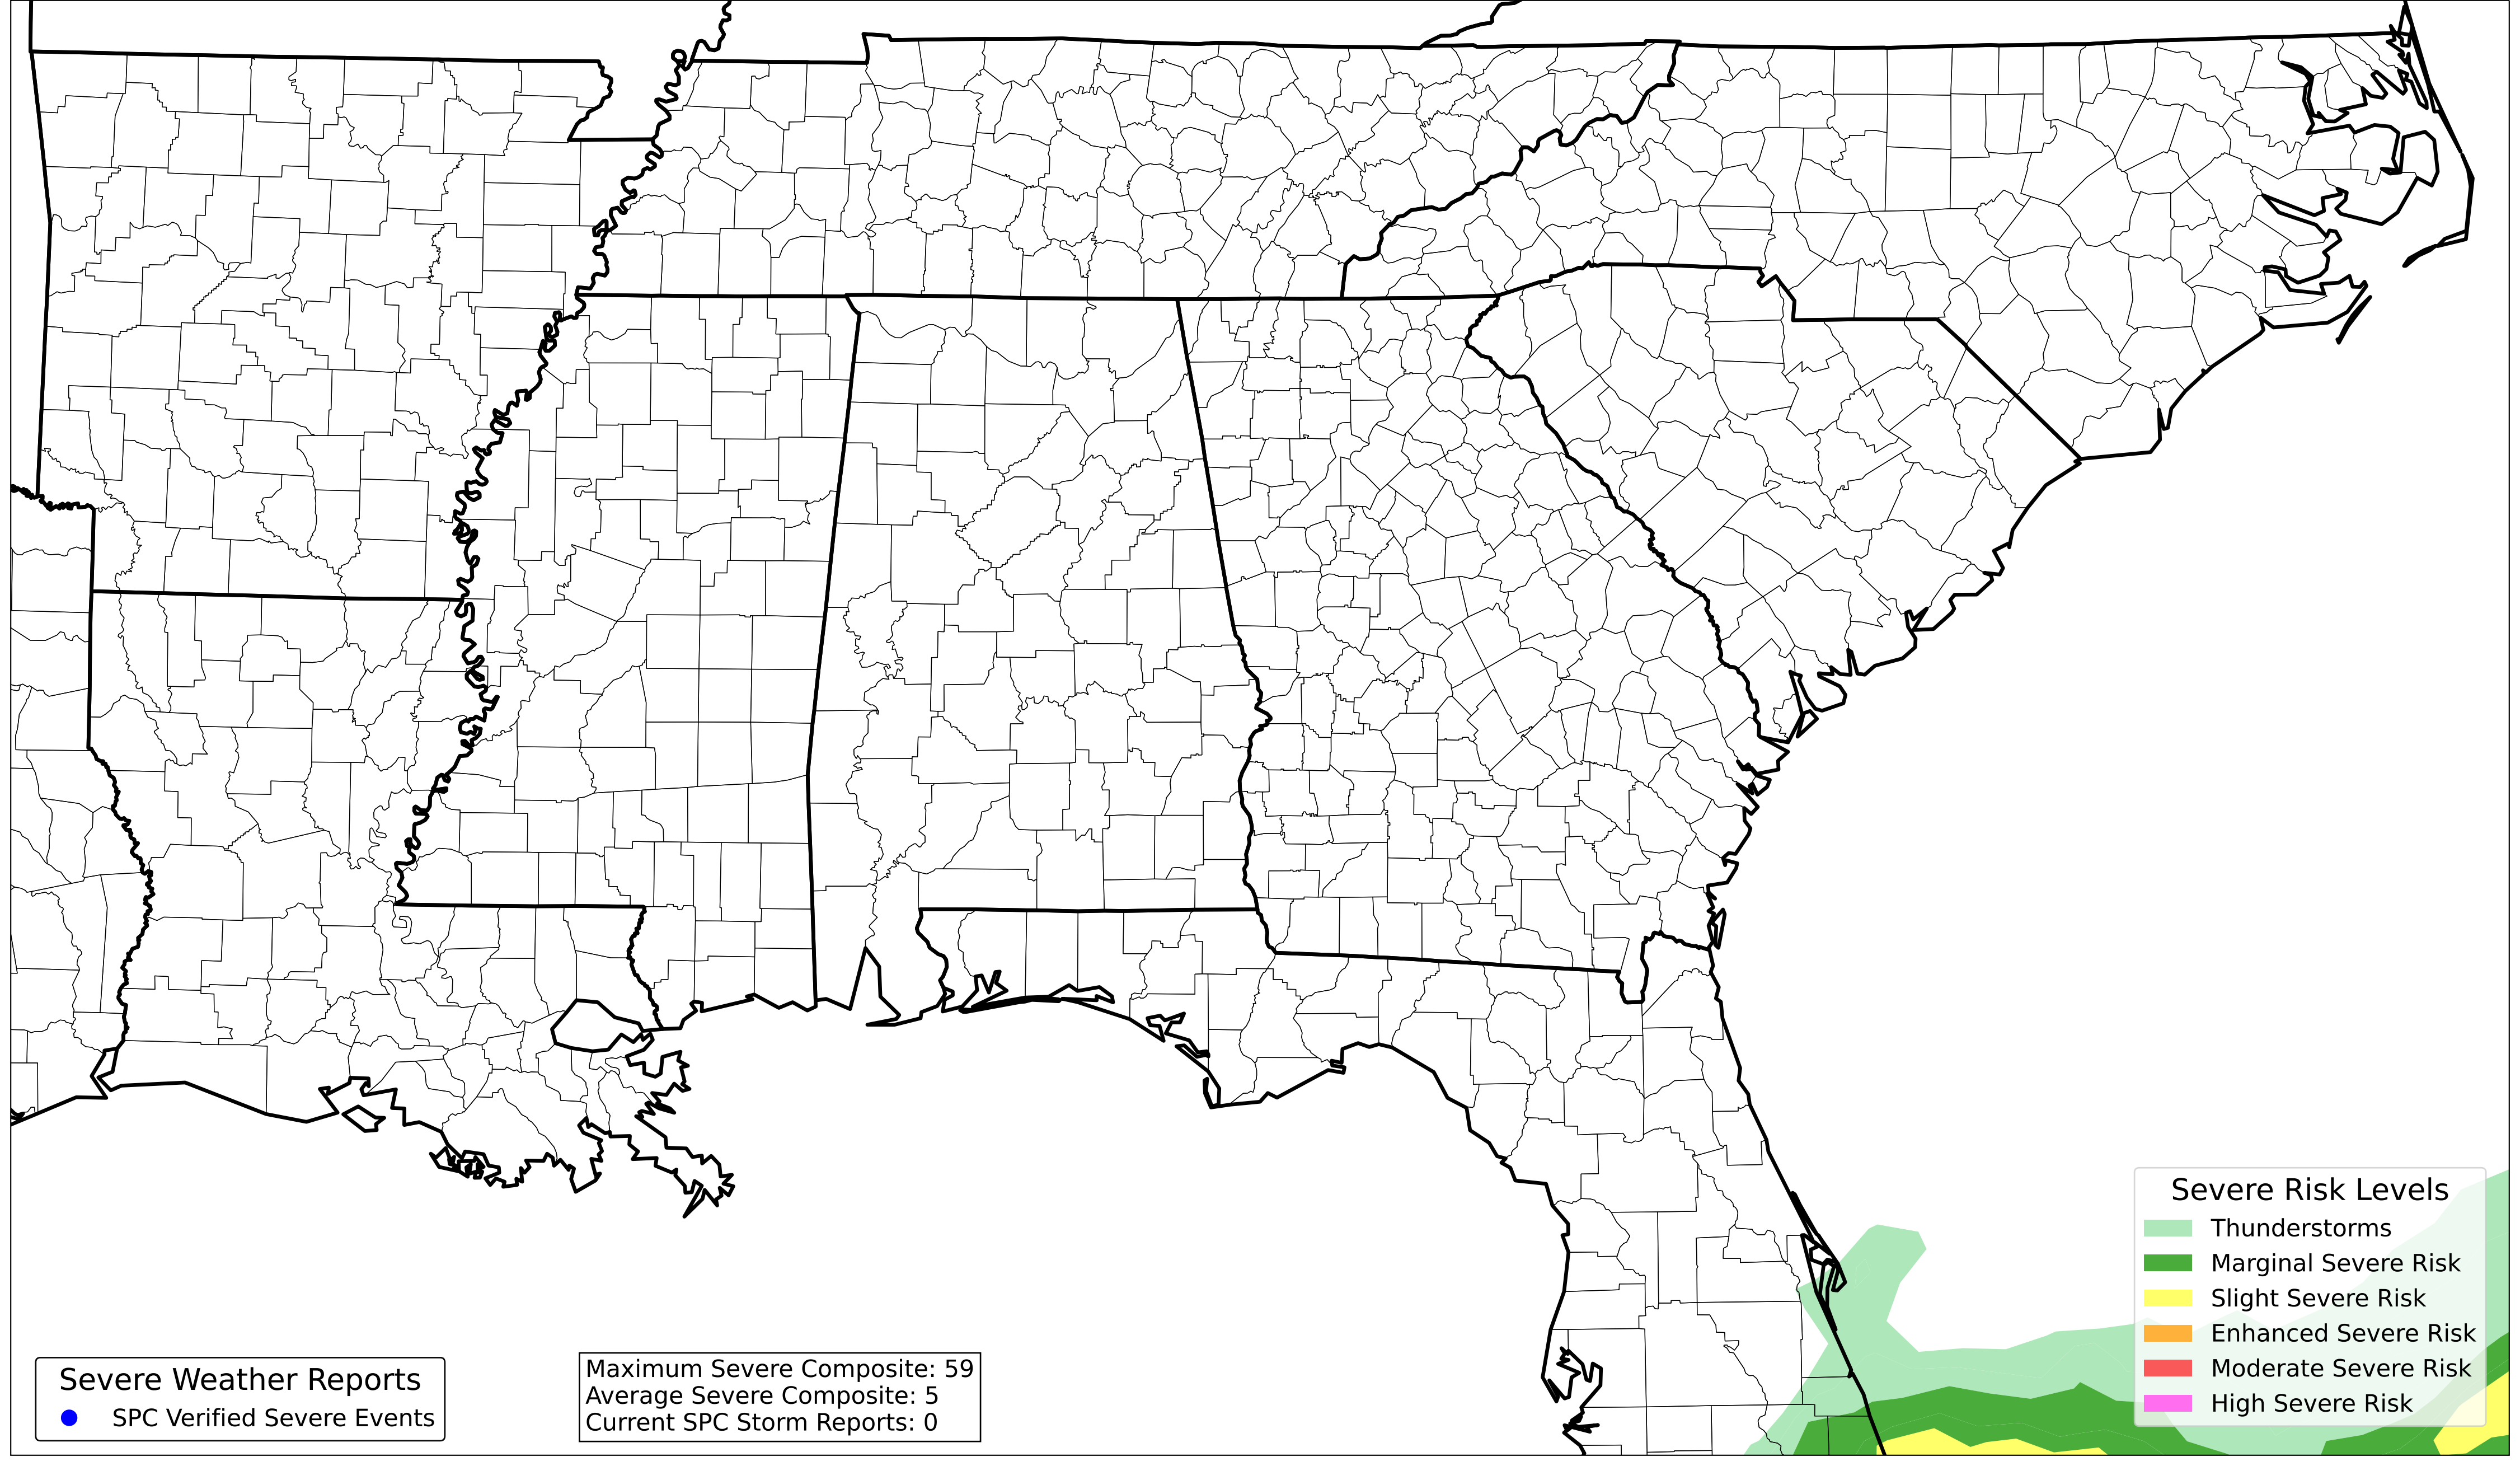 Severe Risk Levels
Thunderstorms
Marginal Severe Risk
Slight Severe Risk
Enhanced Severe Risk
Moderate Severe Risk
High Severe Risk
Severe Weather Reports
SPC Verified Severe Events
Maximum Severe Composite: 59
Average Severe Composite: 5
Current SPC Storm Reports: 0